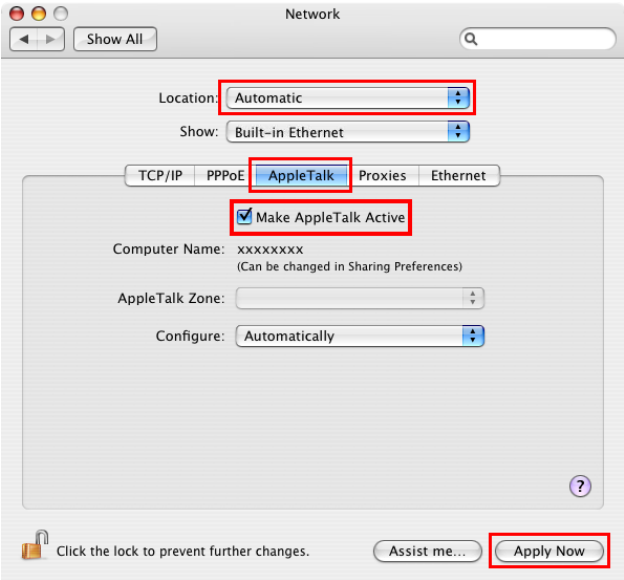 Network
Show All
Location: Automatic
Show: Built-in Ethernet
TCP/IP PPPoE AppleTalk Proxies Ethernet
Make AppleTalk Active
Computer Name: xxxxxxxx
(Can be changed in Sharing Preferences)
AppleTalk Zone:
Configure: Automatically
?
Click the lock to prevent further changes. Assist me... Apply Now